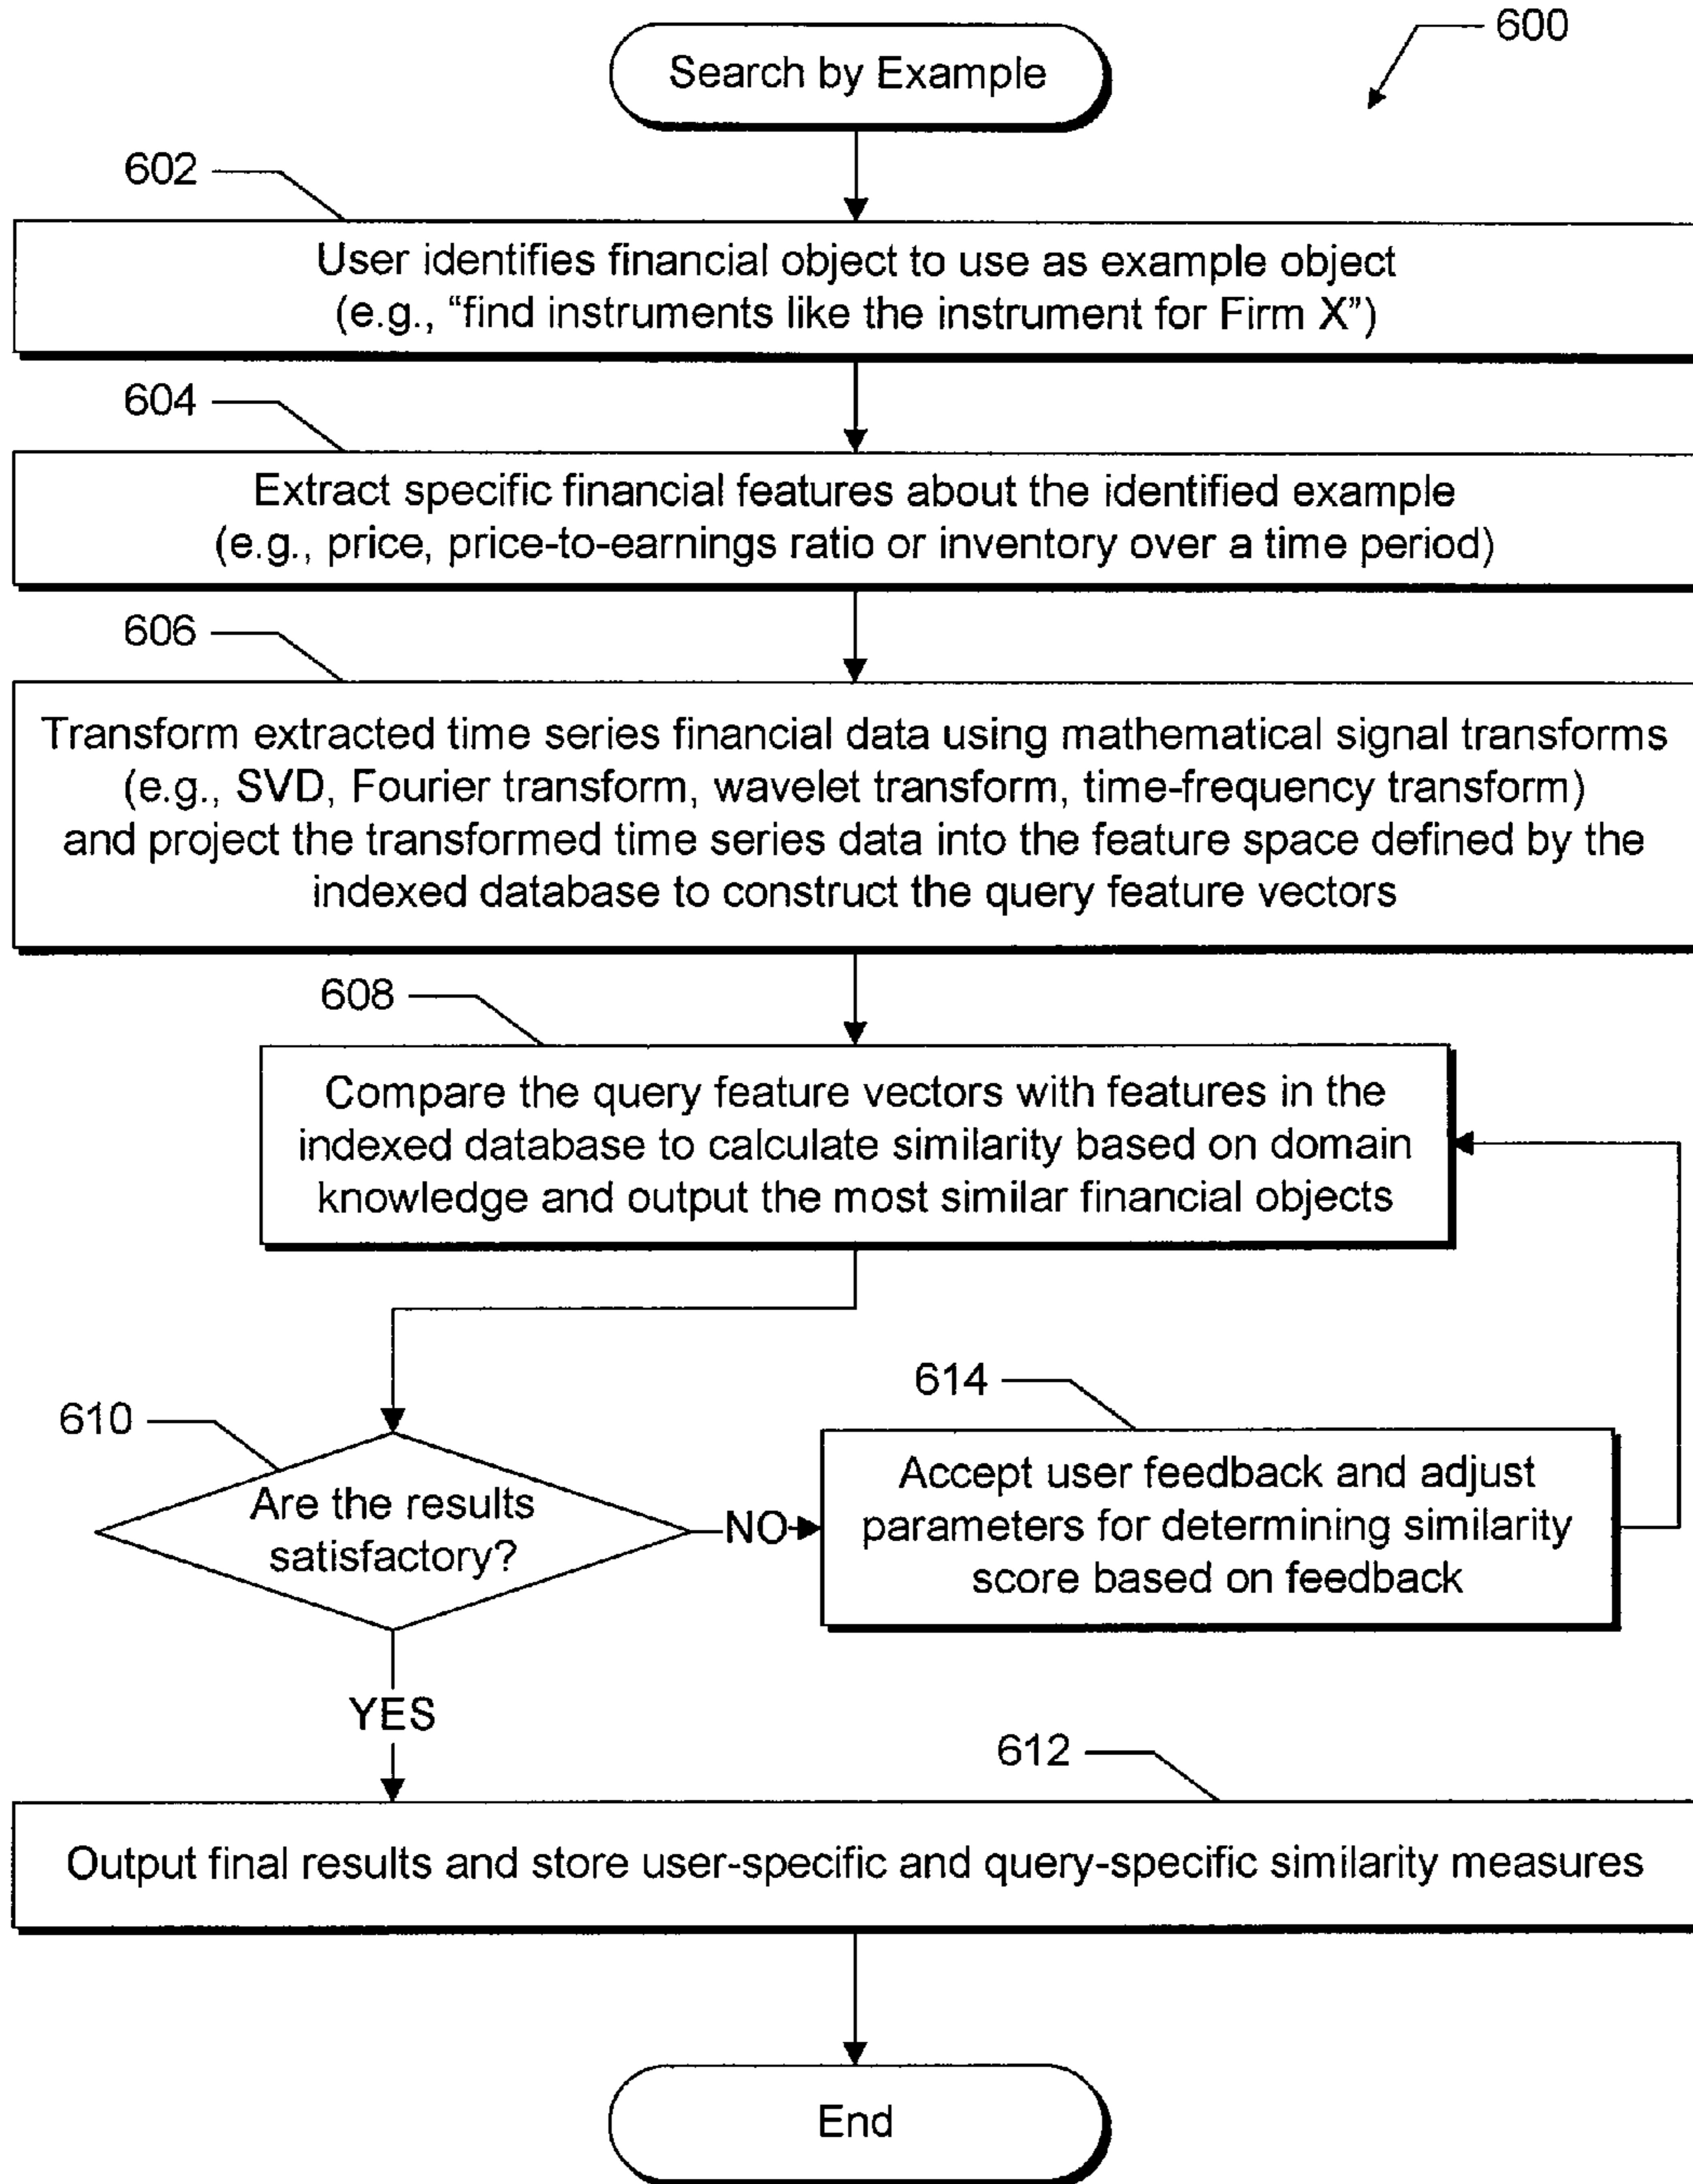 600
Search by Example
602
User identifies financial object to use as example object
(e.g., “find instruments like the instrument for Firm X”)
604
Extract specific financial features about the identified example
(e.g., price, price-to-earnings ratio or inventory over a time period)
606
Transform extracted time series financial data using mathematical signal transforms
(e.g., SVD, Fourier transform, wavelet transform, time-frequency transform)
and project the transformed time series data into the feature space defined by the
indexed database to construct the query feature vectors
608
Compare the query feature vectors with features in the
indexed database to calculate similarity based on domain
knowledge and output the most similar financial objects
610
Are the results
satisfactory?
NO
614
Accept user feedback and adjust
parameters for determining similarity
score based on feedback
YES
612
Output final results and store user-specific and query-specific similarity measures
End